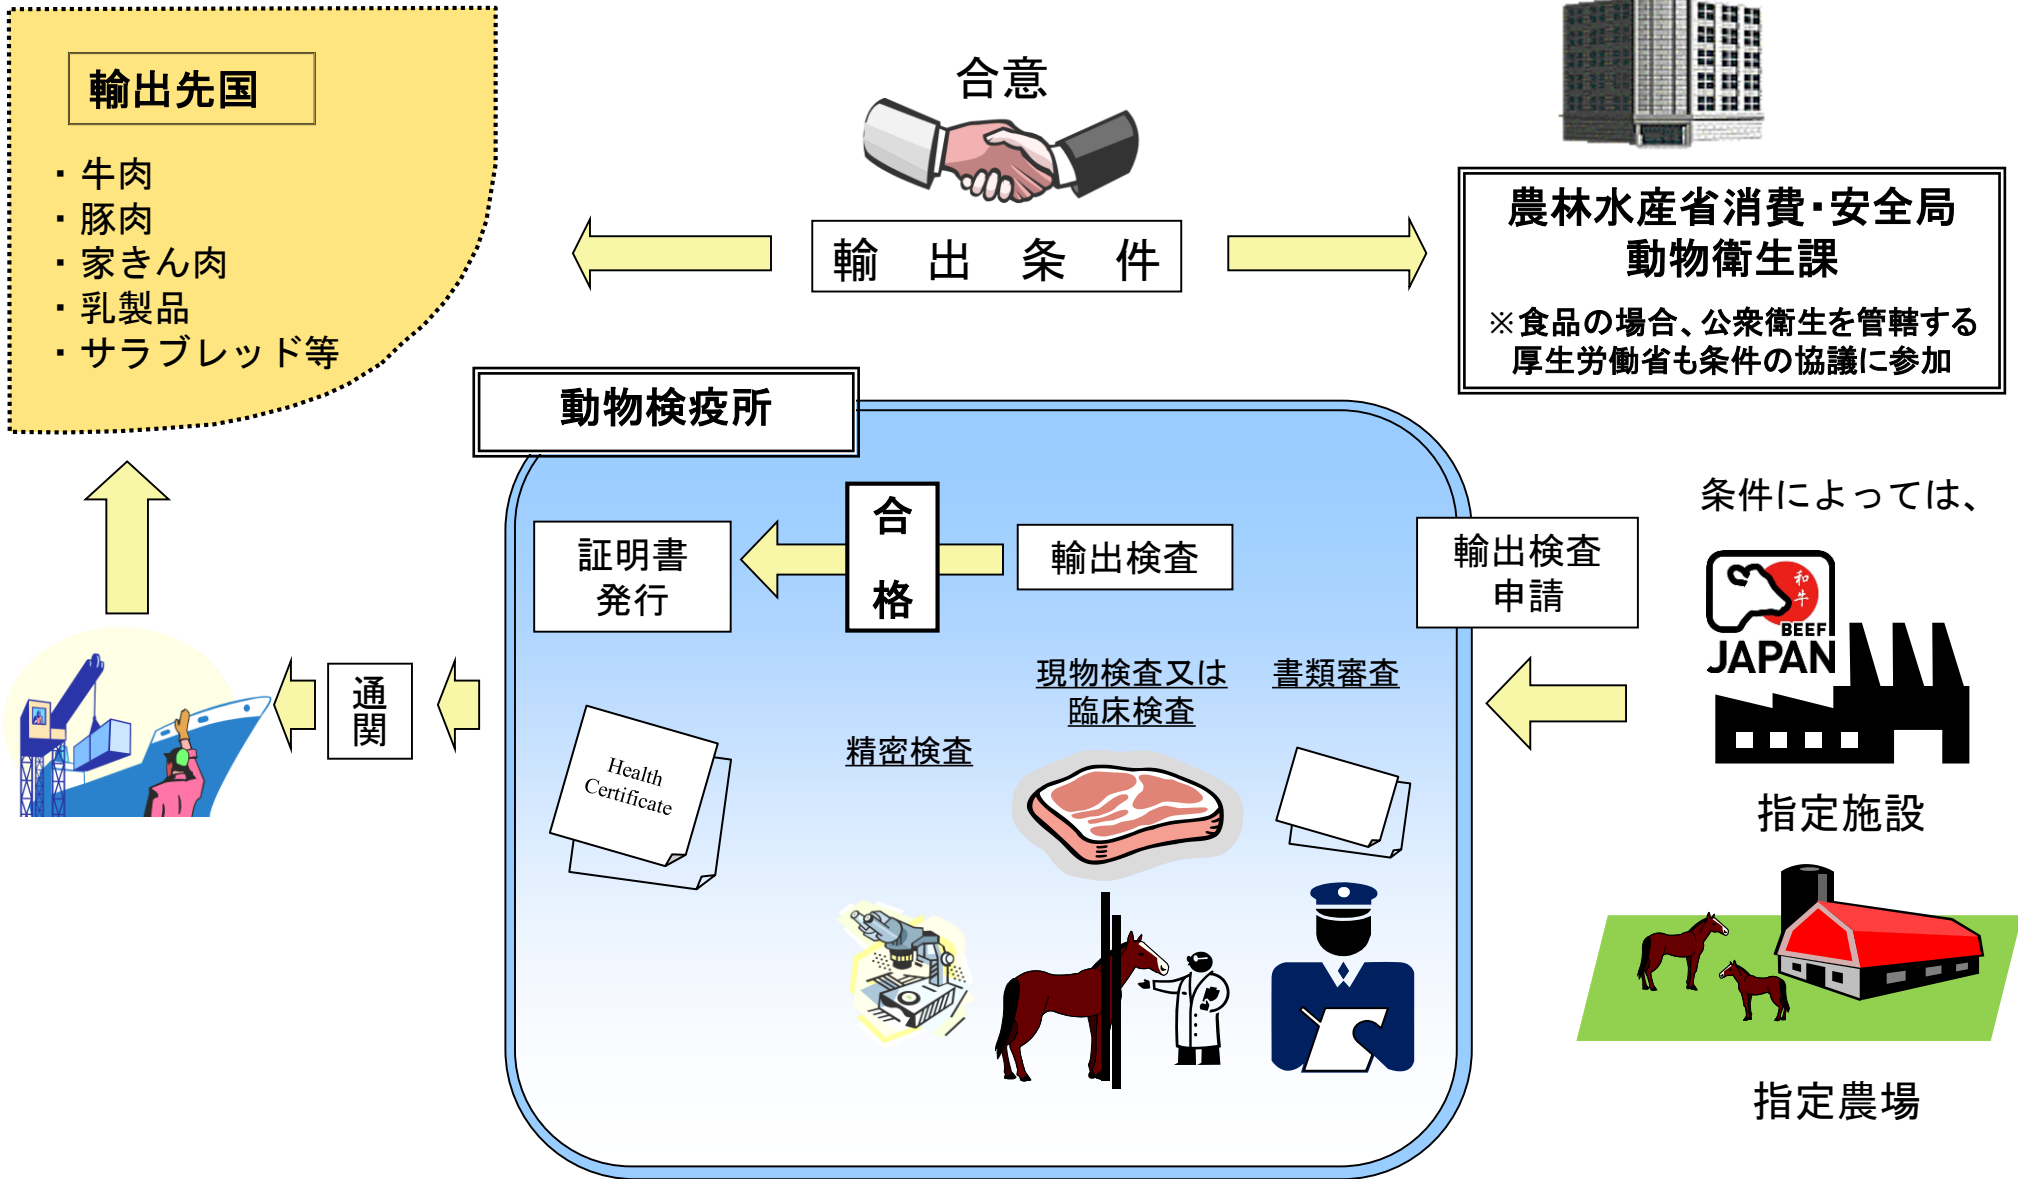 輸出先国
・牛肉
・豚肉
・家きん肉
・乳製品
・サラブレッド等
合意
輸 出 条 件
農林水産省消費・安全局
動物衛生課
※食品の場合、公衆衛生を管轄する
厚生労働省も条件の協議に参加
動物検疫所
証明書
発行
合
格
輸出検査
輸出検査
申請
条件によっては、
和
牛
BEEF
JAPAN
指定施設
指定農場
現物検査又は
臨床検査
書類審査
精密検査
Health
Certificate
通
関